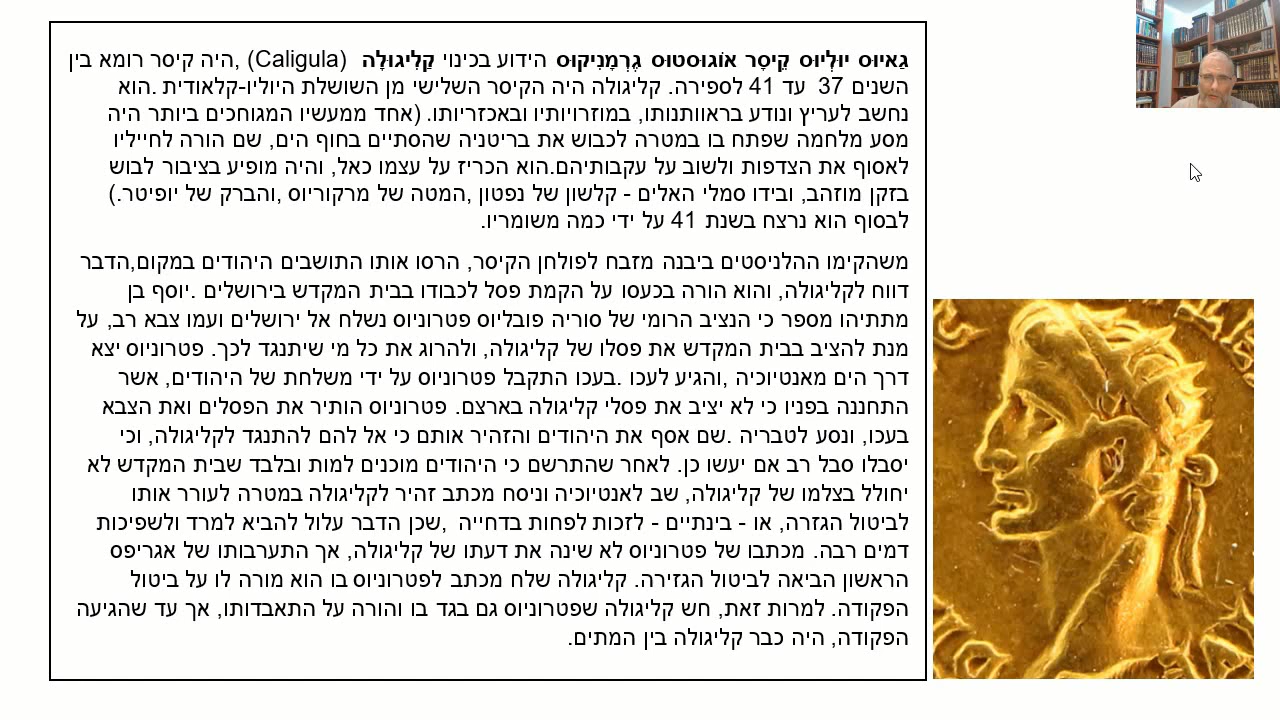 גַאיוּס יוּלְיוּס קֵיסָר אוֹגוּסטוּס גֶרְמָנִיקוּס הידוע בכינוי קַלִיגוּלָה (Caligula) ,היה קיסר רומא בין
השנים 37 עד 41 לספירה. קליגולה היה הקיסר השלישי מן השושלת היוליו-קלאודית .הוא
נחשב לעריץ ונודע בראוותנותו, במוזרויותיו ובאכזריותו. (אחד ממעשיו המגוחכים ביותר היה
מסע מלחמה שפתח בו במטרה לכבוש את בריטניה שהסתיים בחוף הים, שם הורה לחייליו
לאסוף את הצדפות ולשוב על עקבותיהם.הוא הכריז על עצמו כאל, והיה מופיע בציבור לבוש
בזקן מוזהב, ובידו סמלי האלים - קלשון של נפטון ,המטה של מרקוריוס ,והברק של יופיטר.)
לבסוף הוא נרצח בשנת 41 על ידי כמה משומריו.
משהקימו ההלניסטים ביבנה מזבח לפולחן הקיסר, הרסו אותו התושבים היהודים במקום,הדבר
דווח לקליגולה, והוא הורה בכעסו על הקמת פסל לכבודו בבית המקדש בירושלים .יוסף בן
מתתיהו מספר כי הנציב הרומי של סוריה פובליוס פטרוניוס נשלח אל ירושלים ועמו צבא רב, על
מנת להציב בבית המקדש את פסלו של קליגולה, ולהרוג את כל מי שיתנגד לכך. פטרוניוס יצא
דרך הים מאנטיוכיה ,והגיע לעכו .בעכו התקבל פטרוניוס על ידי משלחת של היהודים, אשר
התחננה בפניו כי לא יציב את פסלי קליגולה בארצם. פטרוניוס הותיר את הפסלים ואת הצבא
בעכו, ונסע לטבריה .שם אסף את היהודים והזהיר אותם כי אל להם להתנגד לקליגולה, וכי
יסבלו סבל רב אם יעשו כן. לאחר שהתרשם כי היהודים מוכנים למות ובלבד שבית המקדש לא
יחולל בצלמו של קליגולה, שב לאנטיוכיה וניסח מכתב זהיר לקליגולה במטרה לעורר אותו
לביטול הגזרה, או - בינתיים - לזכות לפחות בדחייה ,שכן הדבר עלול להביא למרד ולשפיכות
דמים רבה. מכתבו של פטרוניוס לא שינה את דעתו של קליגולה, אך התערבותו של אגריפס
הראשון הביאה לביטול הגזירה. קליגולה שלח מכתב לפטרוניוס בו הוא מורה לו על ביטול
הפקודה. למרות זאת, חש קליגולה שפטרוניוס גם בגד בו והורה על התאבדותו, אך עד שהגיעה
הפקודה, היה כבר קליגולה בין המתים.